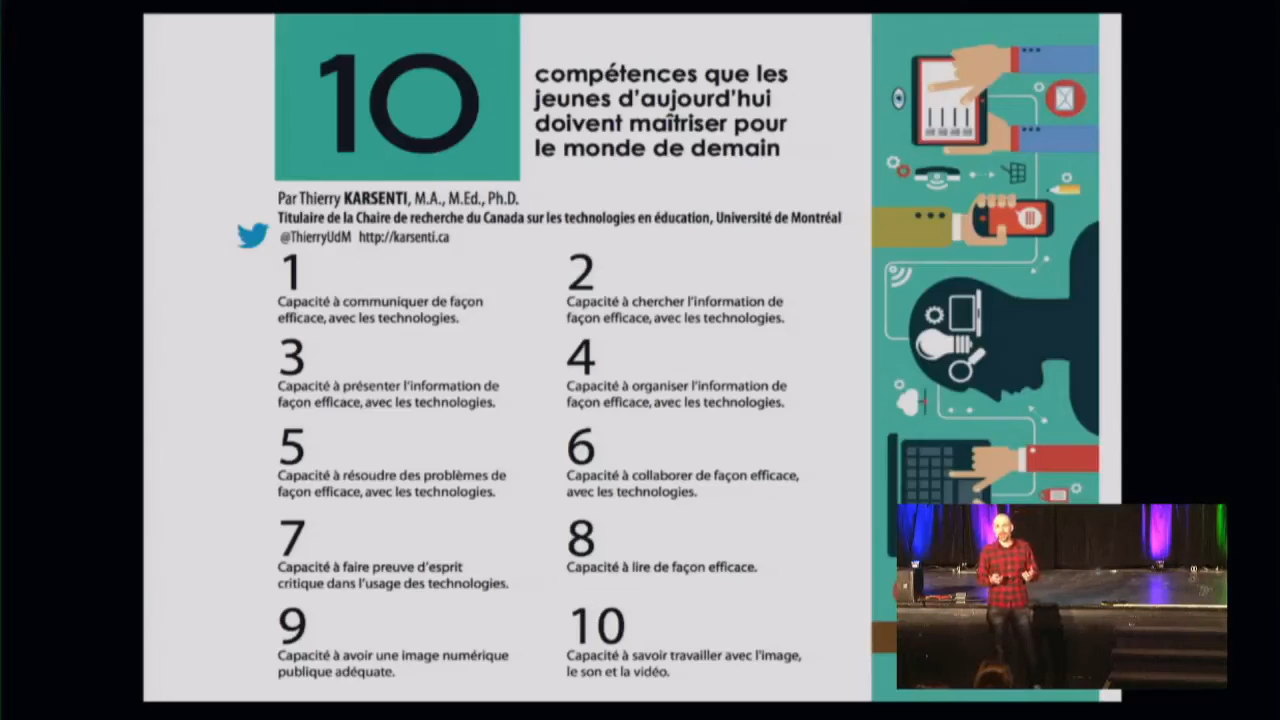 10
compétences que les
jeunes d'aujourd'hui
doivent maîtriser pour
le monde de demain
Par Thierry KARSENTI, M.A., M.Ed., Ph.D.
Titulaire de la Chaire de recherche du Canada sur les technologies en éducation, Université de Montréal
@ThierryUdM http://karsenti.ca
1
Capacité à communiquer de façon
efficace, avec les technologies.
2
Capacité à chercher l'information de
façon efficace, avec les technologies.
3
Capacité à présenter l'information de
façon efficace, avec les technologies.
4
Capacité à organiser l'information de
façon efficace, avec les technologies.
5
Capacité à résoudre des problèmes de
façon efficace, avec les technologies.
6
Capacité à collaborer de façon efficace,
avec les technologies.
7
Capacité à faire preuve d'esprit
critique dans l'usage des technologies.
8
Capacité à lire de façon efficace.
9
Capacité à avoir une image numérique
publique adéquate.
10
Capacité à savoir travailler avec l'image,
le son et la vidéo.